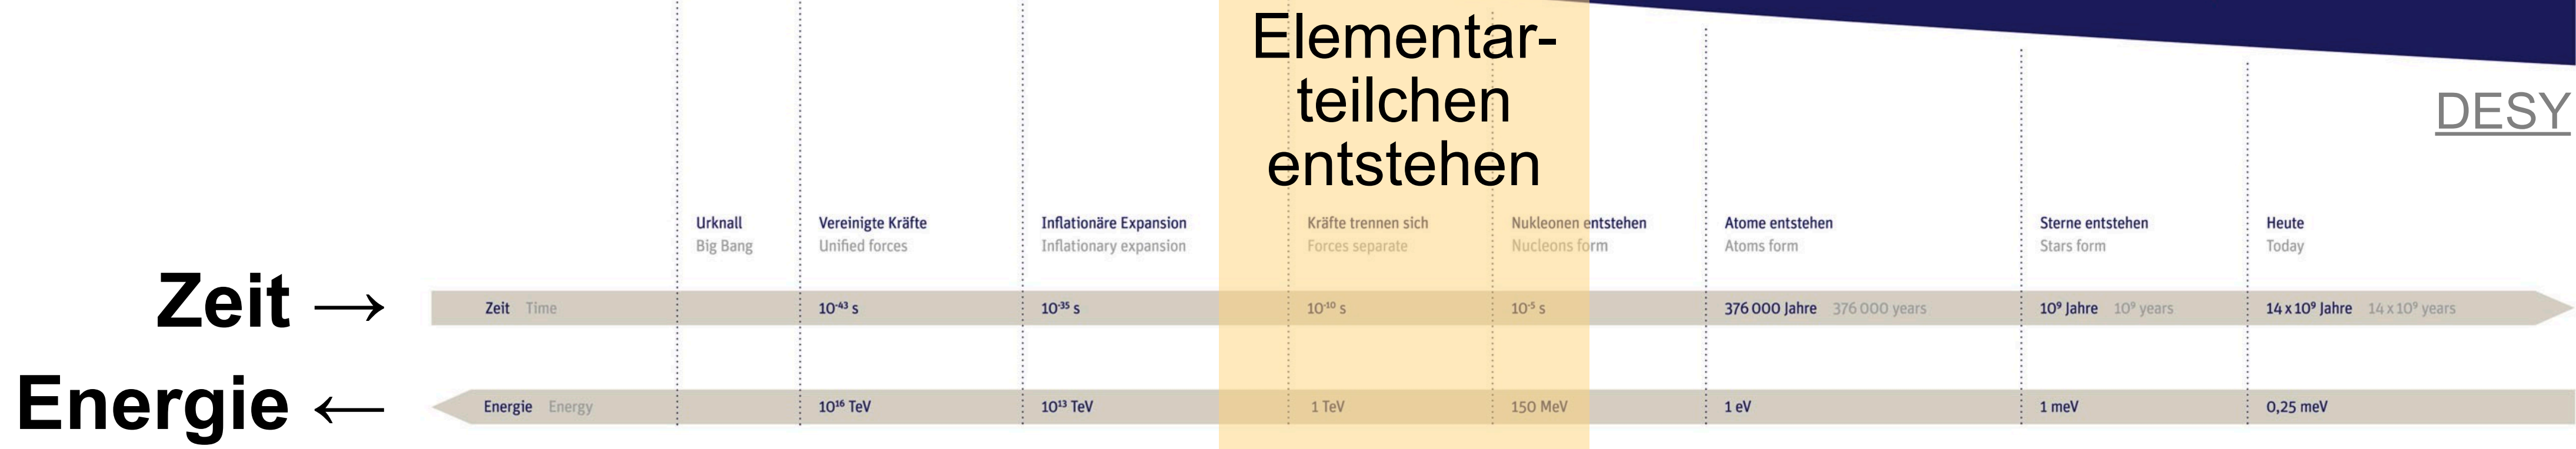 Elementar-
teilchen
entstehen
DESY
Urknall
Big Bang
Vereinigte Kräfte
Unified forces
Inflationäre Expansion
Inflationary expansion
Kräfte trennen sich
Forces separate
Nukleonen entstehen
Nucleons form
Atome entstehen
Atoms form
Sterne entstehen
Stars form
Heute
Today
Zeit →
Zeit Time 10⁻⁴³ s 10⁻³⁵ s 10⁻¹⁰ s 10⁻⁵ s 376 000 Jahre 376 000 years 10⁹ Jahre 10⁹ years 14 x 10⁹ Jahre 14 x 10⁹ years
Energie ←
Energie Energy 10¹⁶ TeV 10¹³ TeV 1 TeV 150 MeV 1 eV 1 meV 0,25 meV